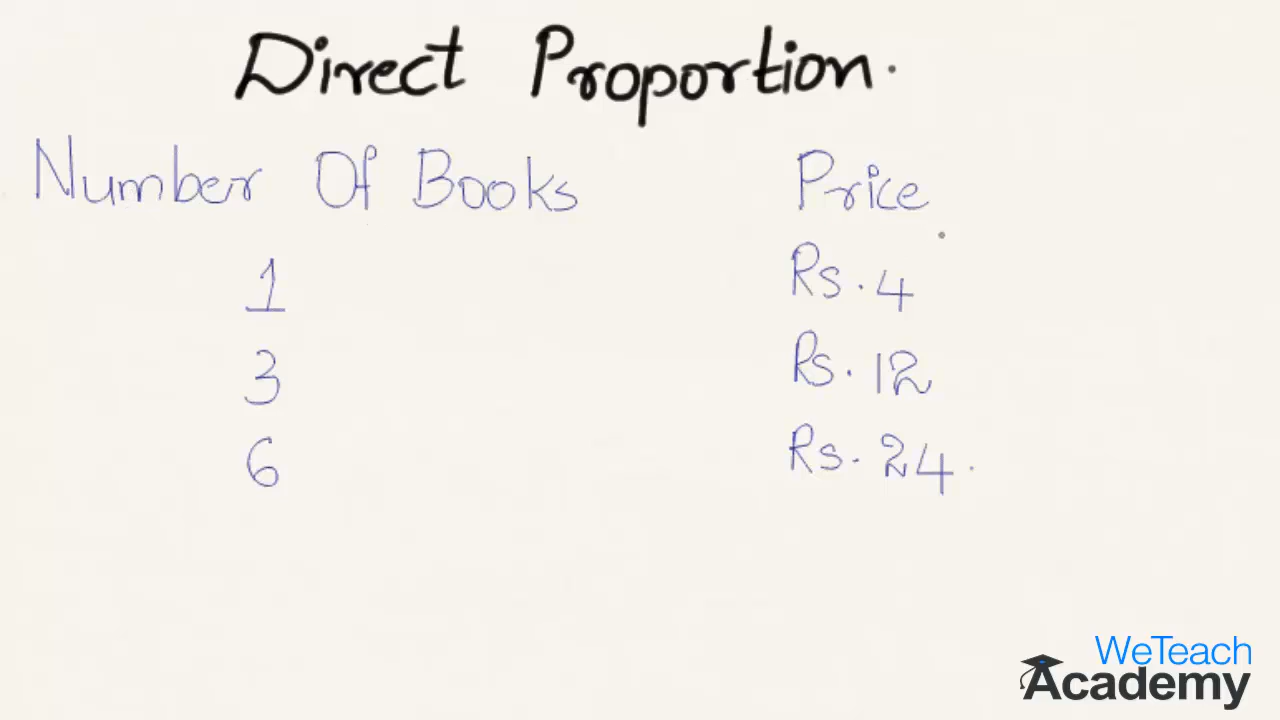 Direct Proportion.
Number Of Books Price
1 Rs. 4
3 Rs. 12
6 Rs. 24.
WeTeach
Academy